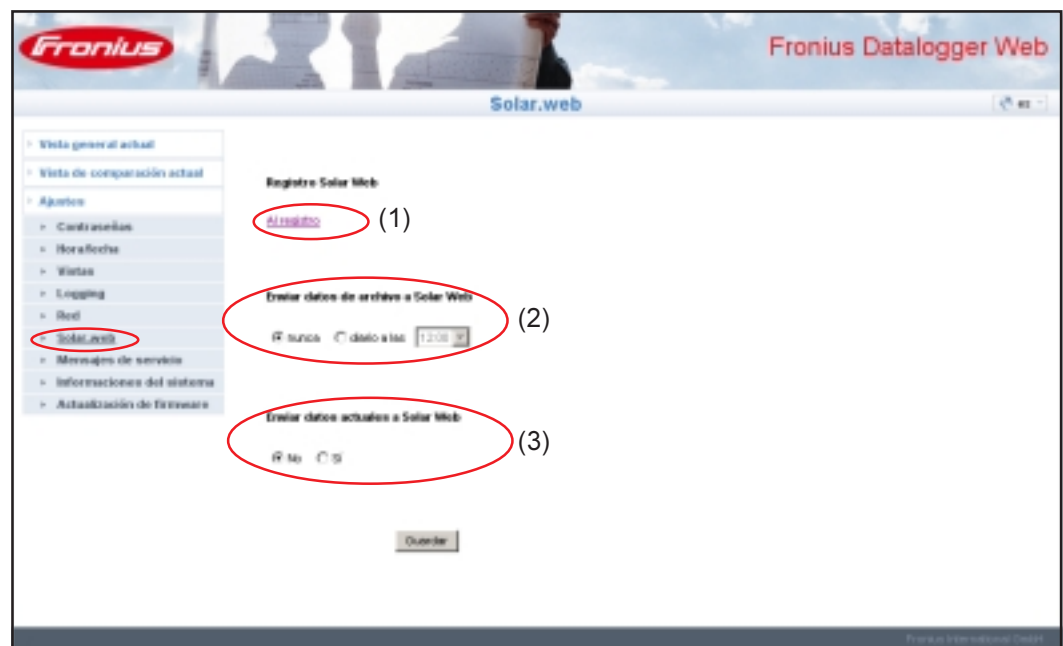 Fronius
Fronius Datalogger Web
Solar.web
es
Vista general actual
Vista de comparación actual
Ajustes
Contraseñas
Hora/fecha
Vistas
Logging
Red
Solar.web
Mensajes de servicio
Informaciones del sistema
Actualización de firmware
Registro Solar Web
Al registro
(1)
Enviar datos de archivo a Solar Web
nunca diario a las 12:00
(2)
Enviar datos actuales a Solar Web
No Sí
(3)
Guardar
Fronius International GmbH